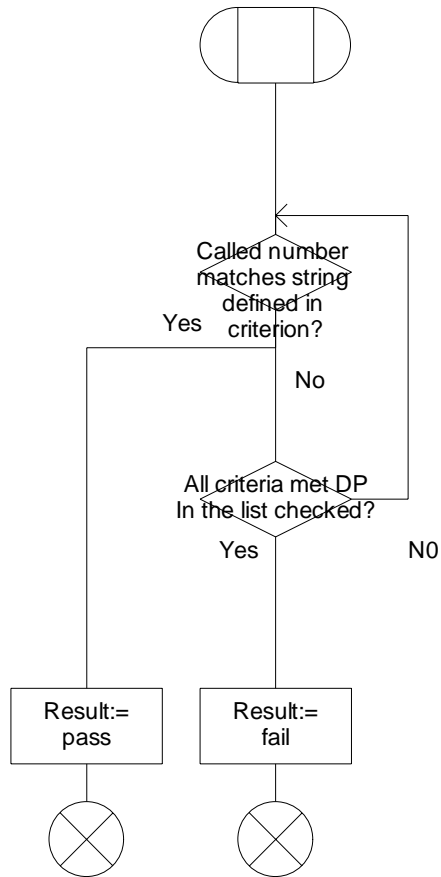 Called number
matches string
defined in
criterion?
Yes
No
All criteria met DP
In the list checked?
Yes
N0
Result:=
pass
Result:=
fail